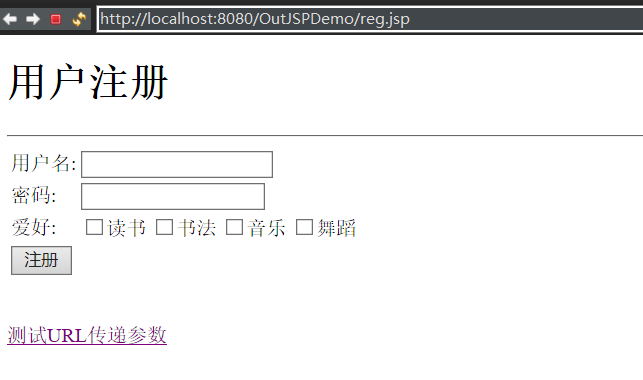 http://localhost:8080/OutJSPDemo/reg.jsp
用户注册
用户名:
密码:
爱好: 读书 书法 音乐 舞蹈
注册
测试URL传递参数